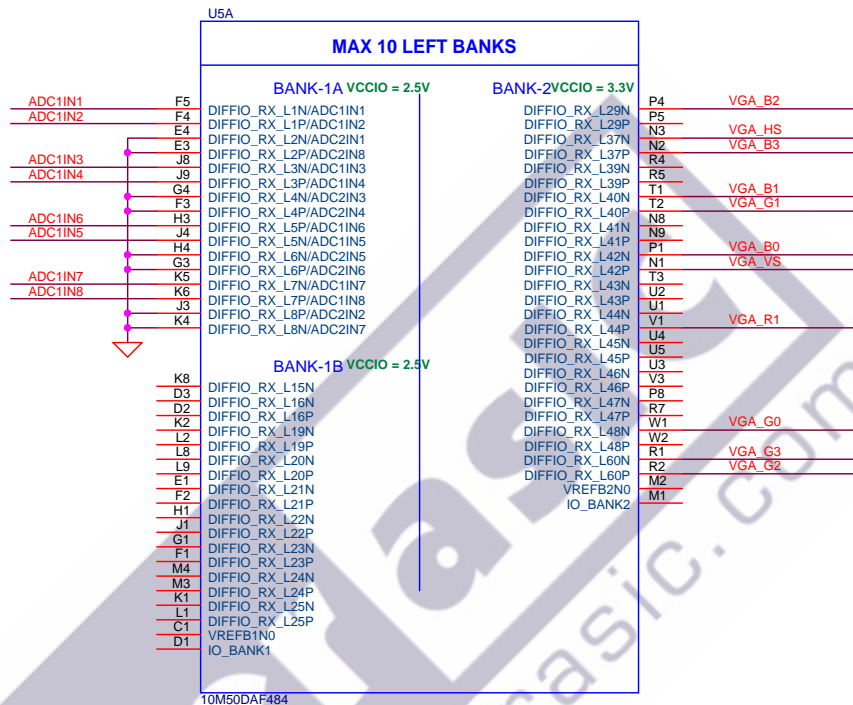 U5A
MAX 10 LEFT BANKS
BANK-1A VCCIO = 2.5V
ADC1IN1 F5 DIFFIO_RX_L1N/ADC1IN1
ADC1IN2 F4 DIFFIO_RX_L1P/ADC1IN2
E4 DIFFIO_RX_L2N/ADC2IN1
E3 DIFFIO_RX_L2P/ADC2IN8
ADC1IN3 J8 DIFFIO_RX_L3N/ADC1IN3
ADC1IN4 J9 DIFFIO_RX_L3P/ADC1IN4
G4 DIFFIO_RX_L4N/ADC2IN3
F3 DIFFIO_RX_L4P/ADC2IN4
ADC1IN6 H3 DIFFIO_RX_L5P/ADC1IN6
ADC1IN5 J4 DIFFIO_RX_L5N/ADC1IN5
H4 DIFFIO_RX_L6N/ADC2IN5
G3 DIFFIO_RX_L6P/ADC2IN6
ADC1IN7 K5 DIFFIO_RX_L7N/ADC1IN7
ADC1IN8 K6 DIFFIO_RX_L7P/ADC1IN8
J3 DIFFIO_RX_L8P/ADC2IN2
K4 DIFFIO_RX_L8N/ADC2IN7
BANK-1B VCCIO = 2.5V
K8 DIFFIO_RX_L15N
D3 DIFFIO_RX_L16N
D2 DIFFIO_RX_L16P
K2 DIFFIO_RX_L19N
L2 DIFFIO_RX_L19P
L8 DIFFIO_RX_L20N
L9 DIFFIO_RX_L20P
E1 DIFFIO_RX_L21N
F2 DIFFIO_RX_L21P
H1 DIFFIO_RX_L22N
J1 DIFFIO_RX_L22P
G1 DIFFIO_RX_L23N
F1 DIFFIO_RX_L23P
M4 DIFFIO_RX_L24N
M3 DIFFIO_RX_L24P
K1 DIFFIO_RX_L25N
L1 DIFFIO_RX_L25P
C1 VREFB1N0
D1 IO_BANK1
BANK-2 VCCIO = 3.3V
DIFFIO_RX_L29N P4 VGA_B2
DIFFIO_RX_L29P P5
DIFFIO_RX_L37N N3 VGA_HS
DIFFIO_RX_L37P N2 VGA_B3
DIFFIO_RX_L39N R4
DIFFIO_RX_L39P R5
DIFFIO_RX_L40N T1 VGA_B1
DIFFIO_RX_L40P T2 VGA_G1
DIFFIO_RX_L41N N8
DIFFIO_RX_L41P N9
DIFFIO_RX_L42N P1 VGA_B0
DIFFIO_RX_L42P N1 VGA_VS
DIFFIO_RX_L43N T3
DIFFIO_RX_L43P U2
DIFFIO_RX_L44N U1
DIFFIO_RX_L44P V1 VGA_R1
DIFFIO_RX_L45N U4
DIFFIO_RX_L45P U5
DIFFIO_RX_L46N U3
DIFFIO_RX_L46P V3
DIFFIO_RX_L47N P8
DIFFIO_RX_L47P R7
DIFFIO_RX_L48N W1 VGA_G0
DIFFIO_RX_L48P W2
DIFFIO_RX_L60N R1 VGA_G3
DIFFIO_RX_L60P R2 VGA_G2
VREFB2N0 M2
IO_BANK2 M1
10M50DAF484
asic
asic.com